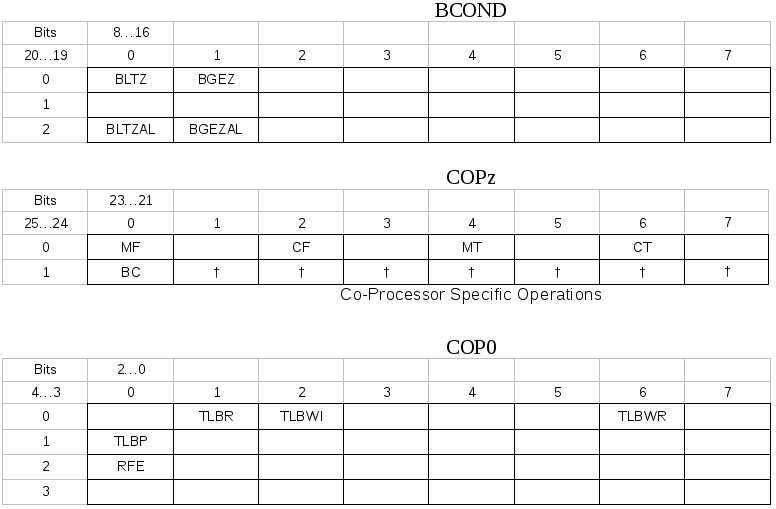 BCOND
Bits 8...16
20...19 0 1 2 3 4 5 6 7
0 BLTZ BGEZ
1
2 BLTZAL BGEZAL
COPz
Bits 23...21
25...24 0 1 2 3 4 5 6 7
0 MF CF MT CT
1 BC † † † † † † †
Co-Processor Specific Operations
COP0
Bits 2...0
4...3 0 1 2 3 4 5 6 7
0 TLBR TLBWI TLBWR
1 TLBP
2 RFE
3